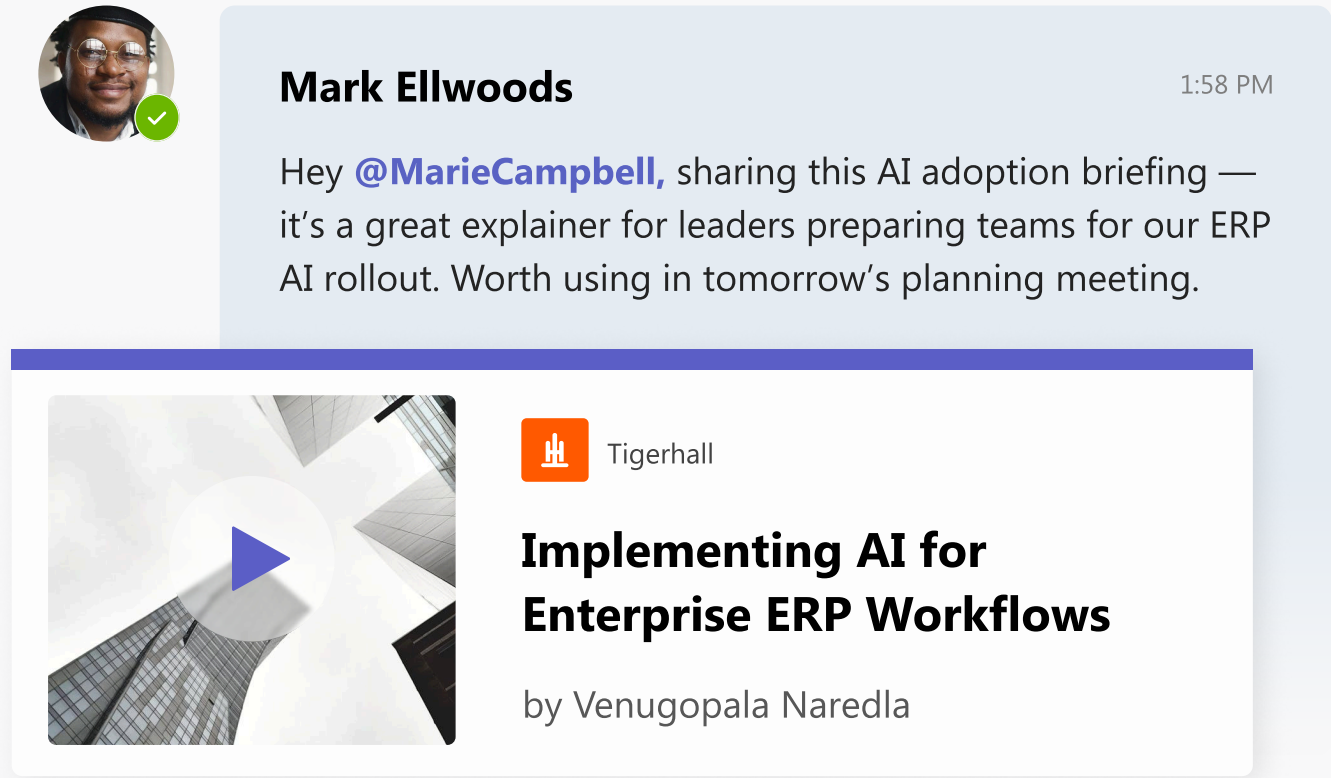 Mark Ellwoods
1:58 PM
Hey @MarieCampbell, sharing this AI adoption briefing —
it’s a great explainer for leaders preparing teams for our ERP
AI rollout. Worth using in tomorrow’s planning meeting.
Tigerhall
Implementing AI for
Enterprise ERP Workflows
by Venugopala Naredla